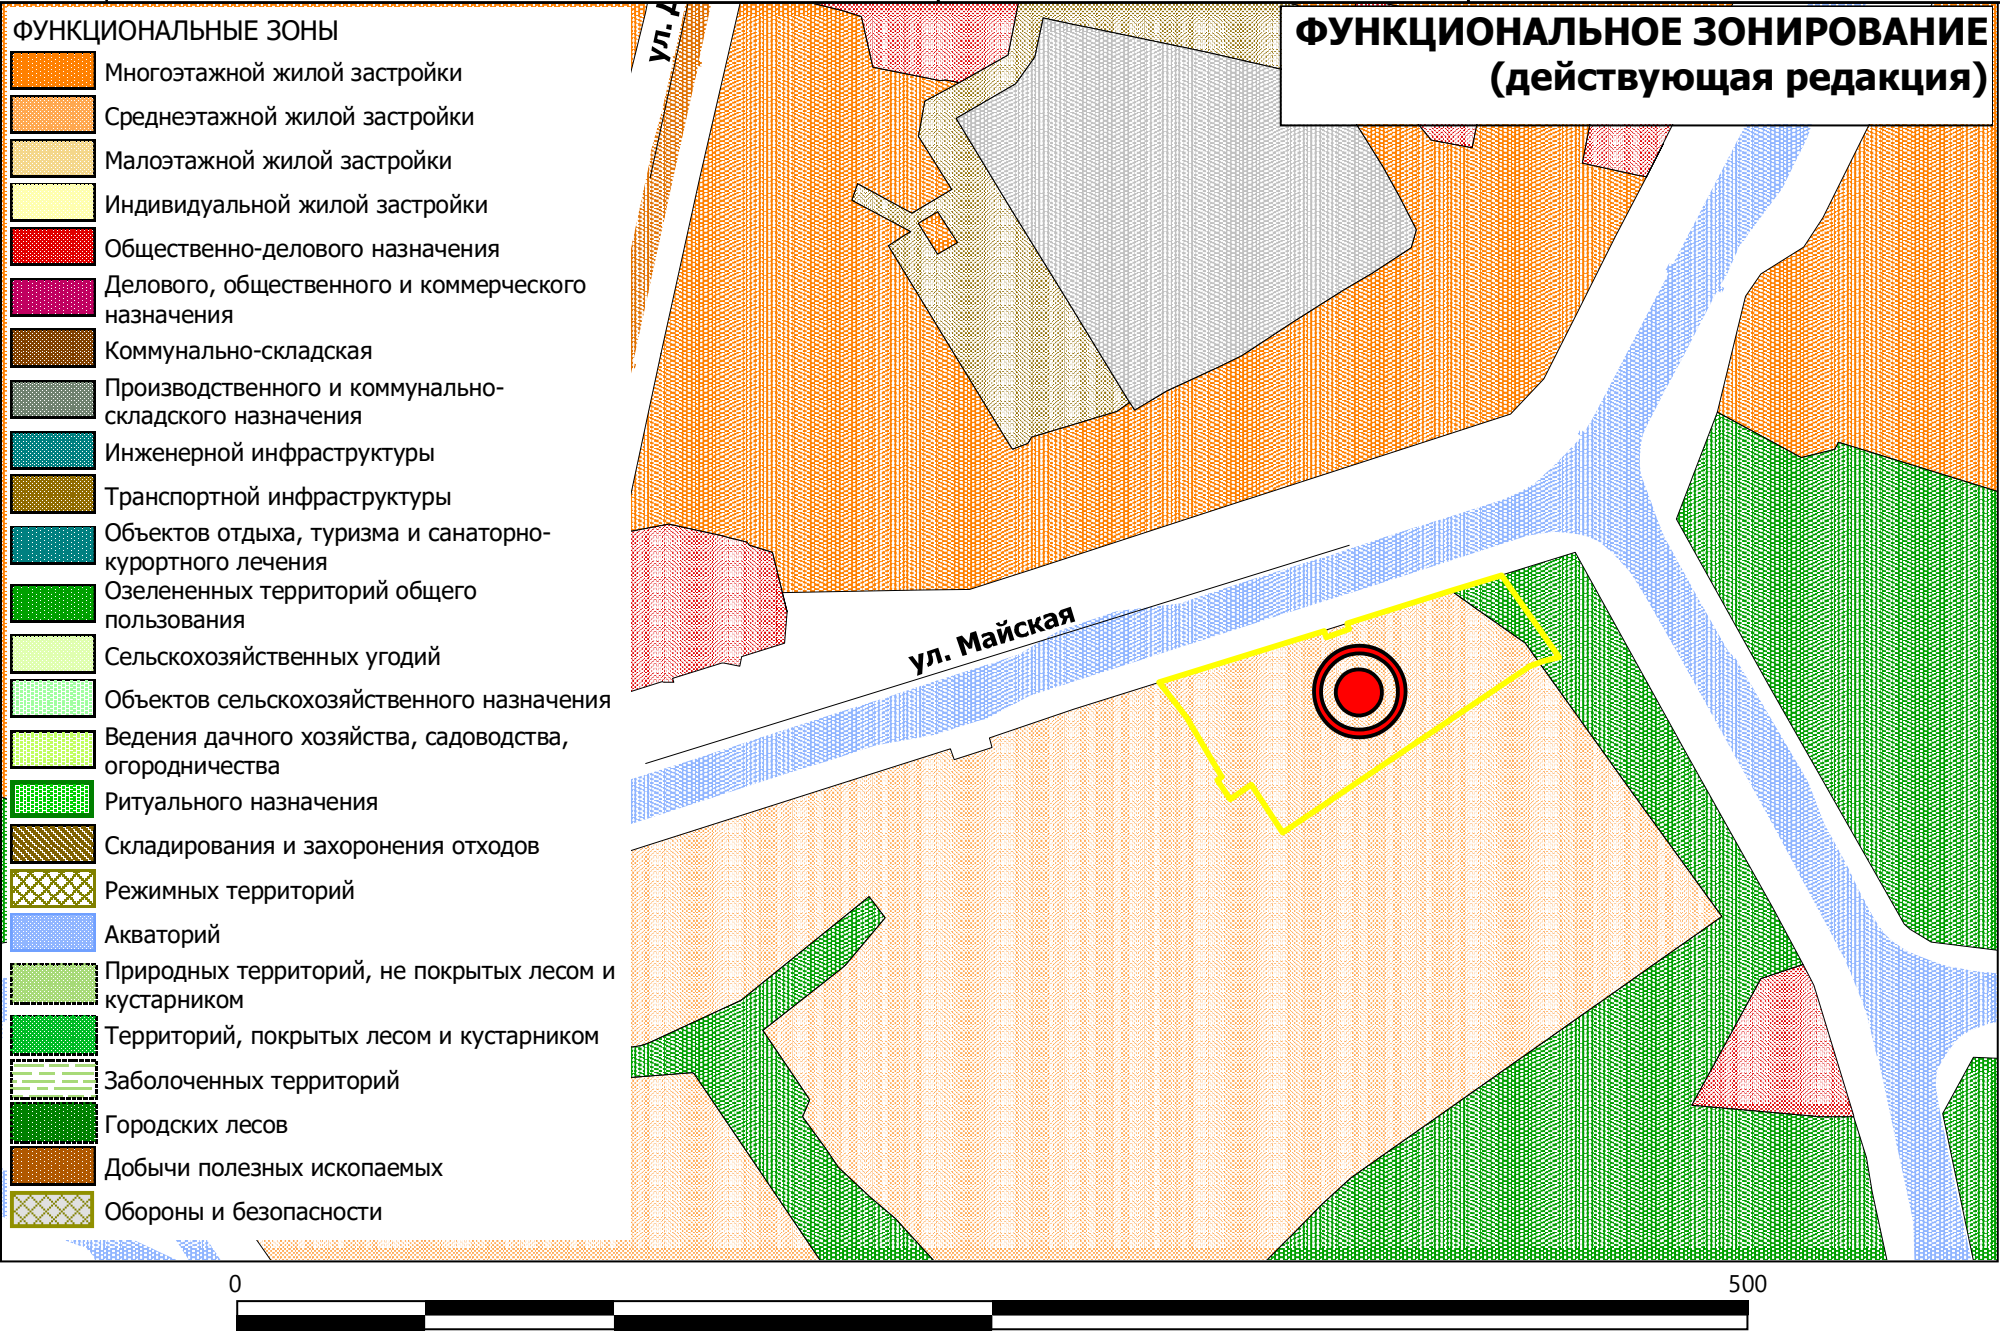 ФУНКЦИОНАЛЬНЫЕ ЗОНЫ
Многоэтажной жилой застройки
Среднеэтажной жилой застройки
Малоэтажной жилой застройки
Индивидуальной жилой застройки
Общественно-делового назначения
Делового, общественного и коммерческого
назначения
Коммунально-складская
Производственного и коммунально-
складского назначения
Инженерной инфраструктуры
Транспортной инфраструктуры
Объектов отдыха, туризма и санаторно-
курортного лечения
Озелененных территорий общего
пользования
Сельскохозяйственных угодий
Объектов сельскохозяйственного назначения
Ведения дачного хозяйства, садоводства,
огородничества
Ритуального назначения
Складирования и захоронения отходов
Режимных территорий
Акваторий
Природных территорий, не покрытых лесом и
кустарником
Территорий, покрытых лесом и кустарником
Заболоченных территорий
Городских лесов
Добычи полезных ископаемых
Обороны и безопасности
ФУНКЦИОНАЛЬНОЕ ЗОНИРОВАНИЕ
(действующая редакция)
ул.
ул. Майская
0
500